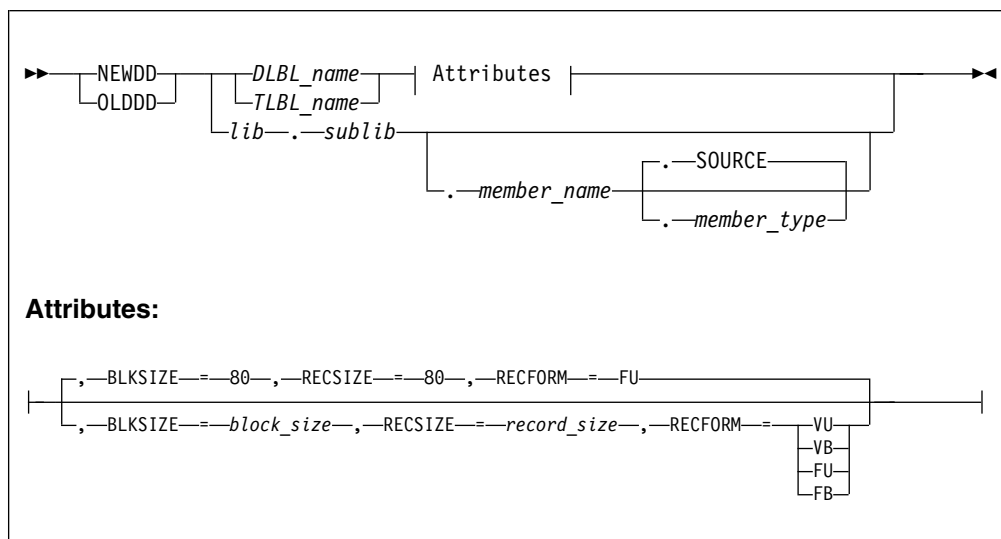 NEWDD DLBL_name Attributes
OLDDD TLBL_name
lib . sublib
. SOURCE
. member_name
. member_type
Attributes:
, BLKSIZE = 80 , RECSIZE = 80 , RECFORM = FU
, BLKSIZE = block_size , RECSIZE = record_size , RECFORM = VU
VB
FU
FB